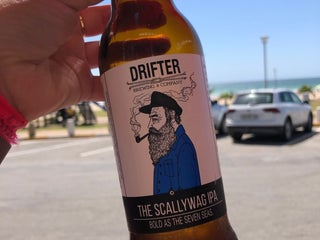 DRIFTER
BREWING COMPANY
THE SCALLYWAG IPA
BOLD AS THE SEVEN SEAS